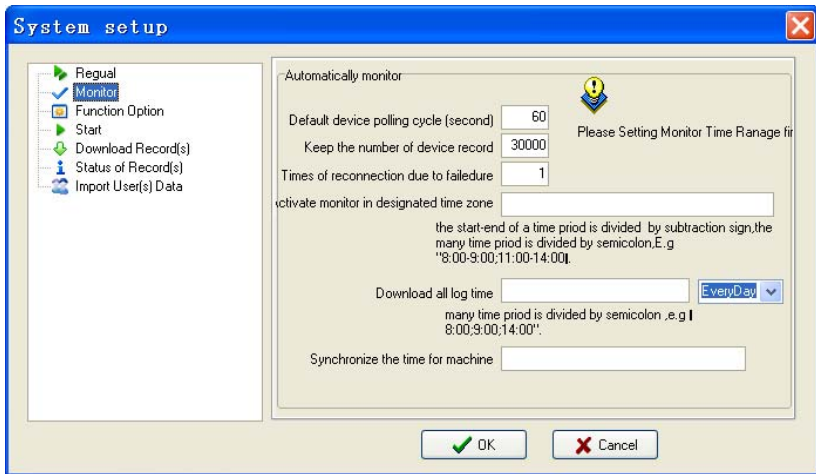 System setup
Regual
Monitor
Function Option
Start
Download Record(s)
Status of Record(s)
Import User(s) Data
Automatically monitor
Default device polling cycle (second) 60
Please Setting Monitor Time Ranage fir
Keep the number of device record 30000
Times of reconnection due to failedure 1
ctivate monitor in designated time zone
the start-end of a time priod is divided by subtraction sign,the
many time priod is divided by semicolon,E.g
"8:00-9:00;11:00-14:00.
Download all log time EveryDay
many time priod is divided by semicolon ,e.g
8:00;9:00;14:00".
Synchronize the time for machine
OK Cancel